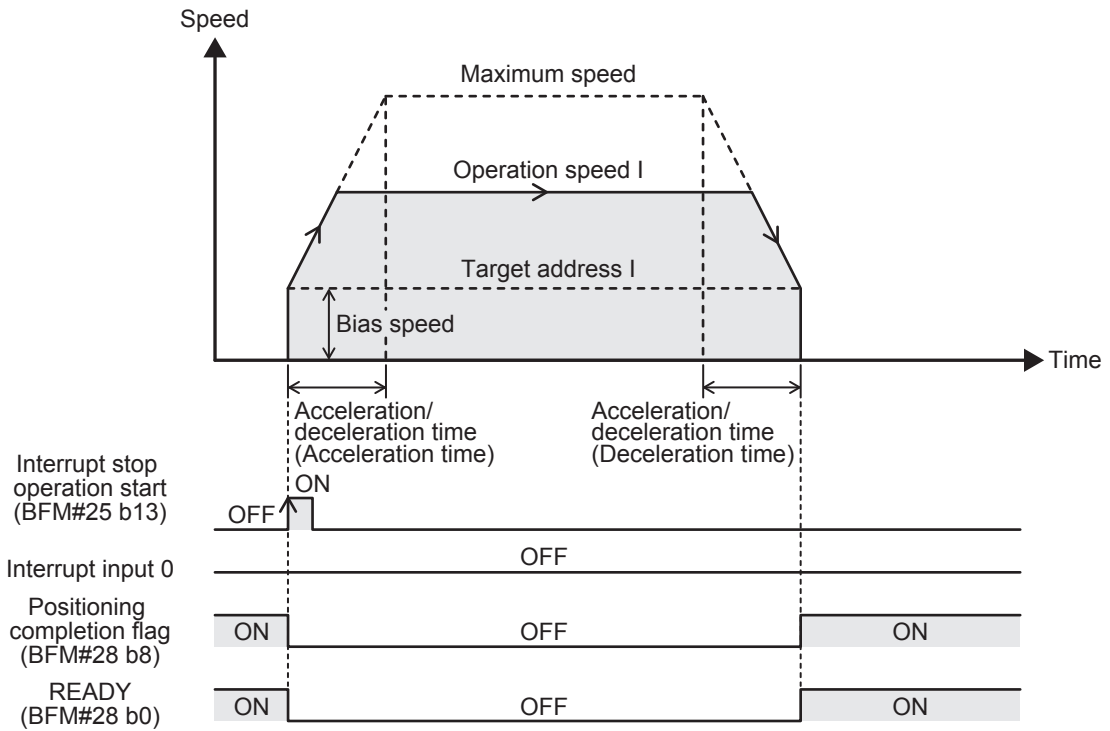 Speed
Maximum speed
Operation speed I
Target address I
Bias speed
Time
Acceleration/
deceleration time
(Acceleration time)
Acceleration/
deceleration time
(Deceleration time)
Interrupt stop
operation start
(BFM#25 b13)
OFF
ON
Interrupt input 0
OFF
Positioning
completion flag
(BFM#28 b8)
ON
OFF
ON
READY
(BFM#28 b0)
ON
OFF
ON